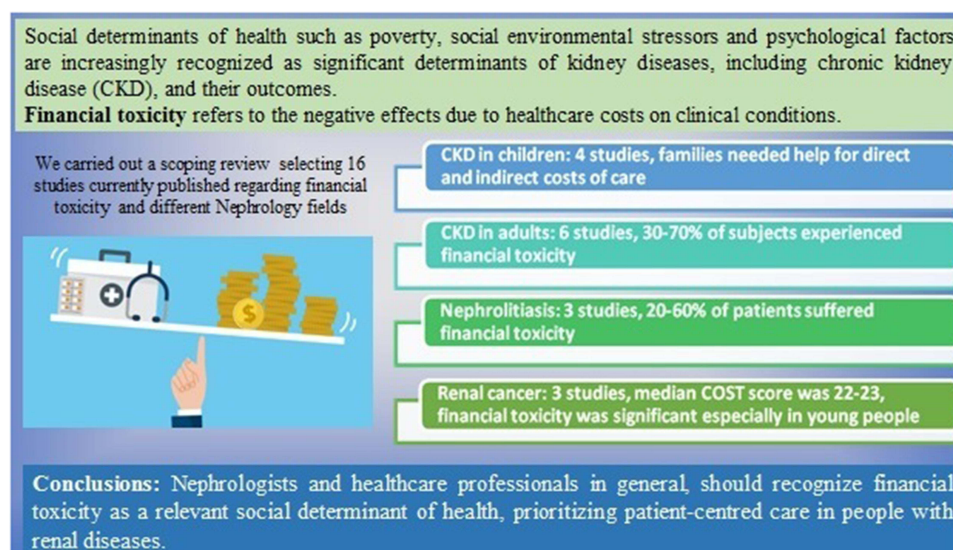 Social determinants of health such as poverty, social environmental stressors and psychological factors
are increasingly recognized as significant determinants of kidney diseases, including chronic kidney
disease (CKD), and their outcomes.
Financial toxicity refers to the negative effects due to healthcare costs on clinical conditions.
We carried out a scoping review selecting 16
studies currently published regarding financial
toxicity and different Nephrology fields
$
CKD in children: 4 studies, families needed help for direct
and indirect costs of care
CKD in adults: 6 studies, 30-70% of subjects experienced
financial toxicity
Nephrolitiasis: 3 studies, 20-60% of patients suffered
financial toxicity
Renal cancer: 3 studies, median COST score was 22-23,
financial toxicity was significant especially in young people
Conclusions: Nephrologists and healthcare professionals in general, should recognize financial
toxicity as a relevant social determinant of health, prioritizing patient-centred care in people with
renal diseases.